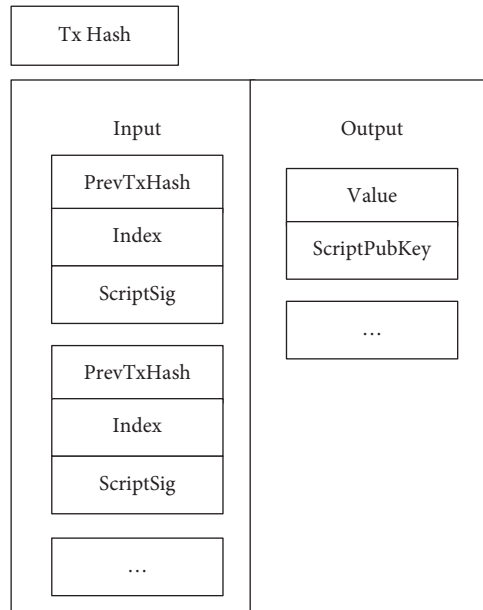 Tx Hash
Input
PrevTxHash
Index
ScriptSig
PrevTxHash
Index
ScriptSig
…
Output
Value
ScriptPubKey
…